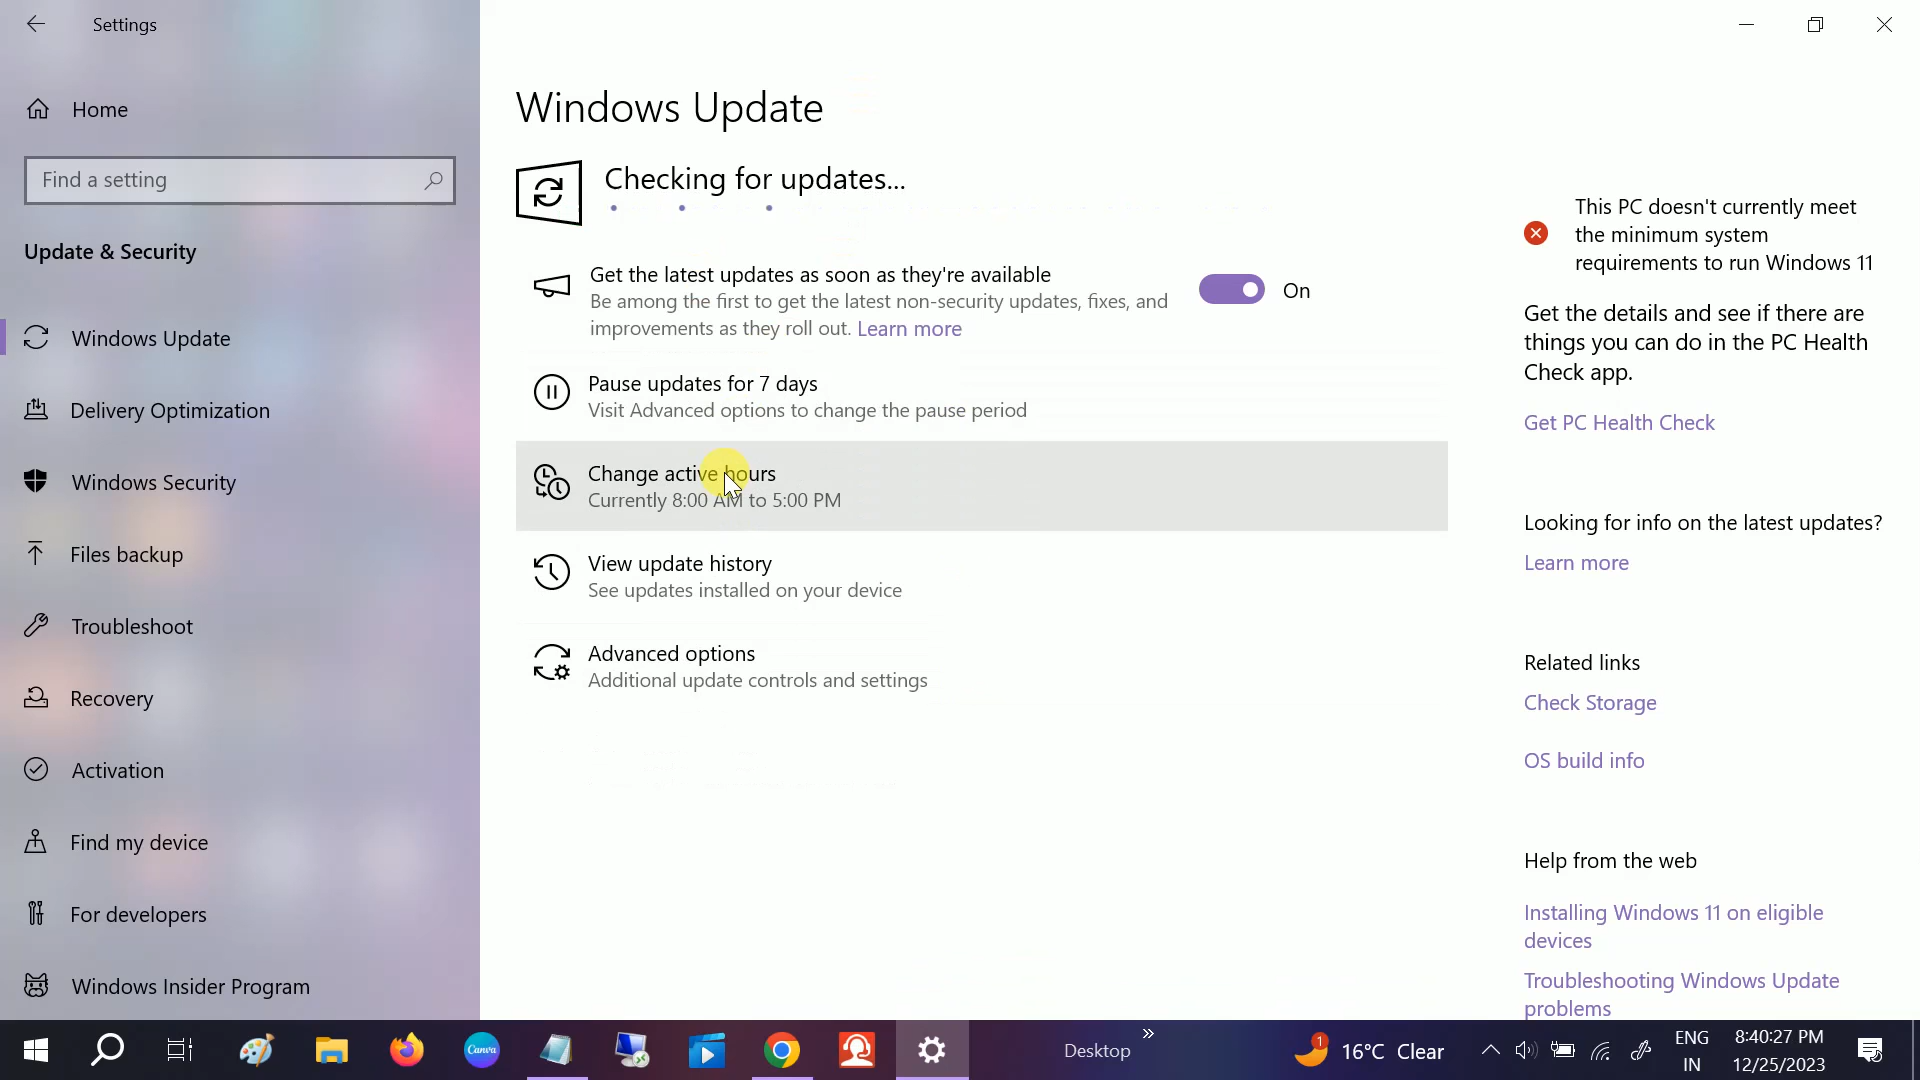 Settings
Home
Find a setting
Update & Security
Windows Update
Delivery Optimization
Windows Security
Files backup
Troubleshoot
Recovery
Activation
Find my device
For developers
Windows Insider Program
Windows Update
Checking for updates...
Get the latest updates as soon as they're available
Be among the first to get the latest non-security updates, fixes, and
improvements as they roll out. Learn more
On
Pause updates for 7 days
Visit Advanced options to change the pause period
Change active hours
Currently 8:00 AM to 5:00 PM
View update history
See updates installed on your device
Advanced options
Additional update controls and settings
This PC doesn't currently meet
the minimum system
requirements to run Windows 11
Get the details and see if there are
things you can do in the PC Health
Check app.
Get PC Health Check
Looking for info on the latest updates?
Learn more
Related links
Check Storage
OS build info
Help from the web
Installing Windows 11 on eligible
devices
Troubleshooting Windows Update
problems
Canva
Desktop
1
16°C Clear
ENG
IN
8:40:27 PM
12/25/2023